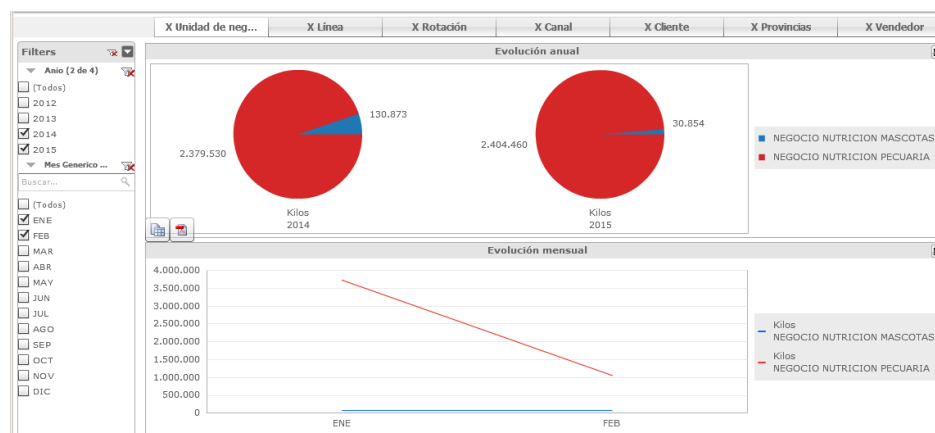 X Unidad de neg...
X Línea
X Rotación
X Canal
X Cliente
X Provincias
X Vendedor
Filters
Anio (2 de 4)
(Todos)
2012
2013
2014
2015
Mes Generico ...
Buscar...
(Todos)
ENE
FEB
MAR
ABR
MAY
JUN
JUL
AGO
SEP
OCT
NOV
DIC
Evolución anual
130.873
2.379.530
Kilos
2014
30.854
2.404.460
Kilos
2015
NEGOCIO NUTRICION MASCOTAS
NEGOCIO NUTRICION PECUARIA
Evolución mensual
4.000.000
3.500.000
3.000.000
2.500.000
2.000.000
1.500.000
1.000.000
500.000
0
ENE
FEB
Kilos
NEGOCIO NUTRICION MASCOTAS
Kilos
NEGOCIO NUTRICION PECUARIA